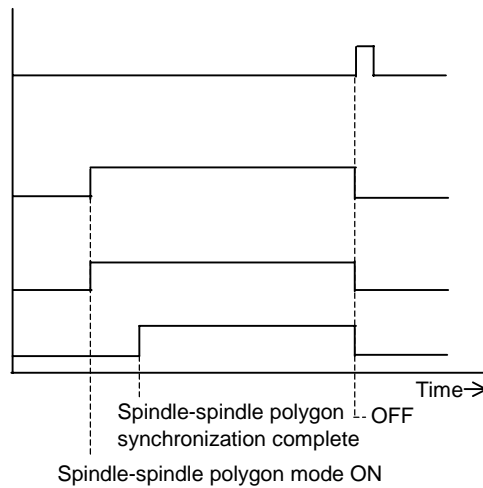 Time
Spindle-spindle polygon
synchronization complete
OFF
Spindle-spindle polygon mode ON